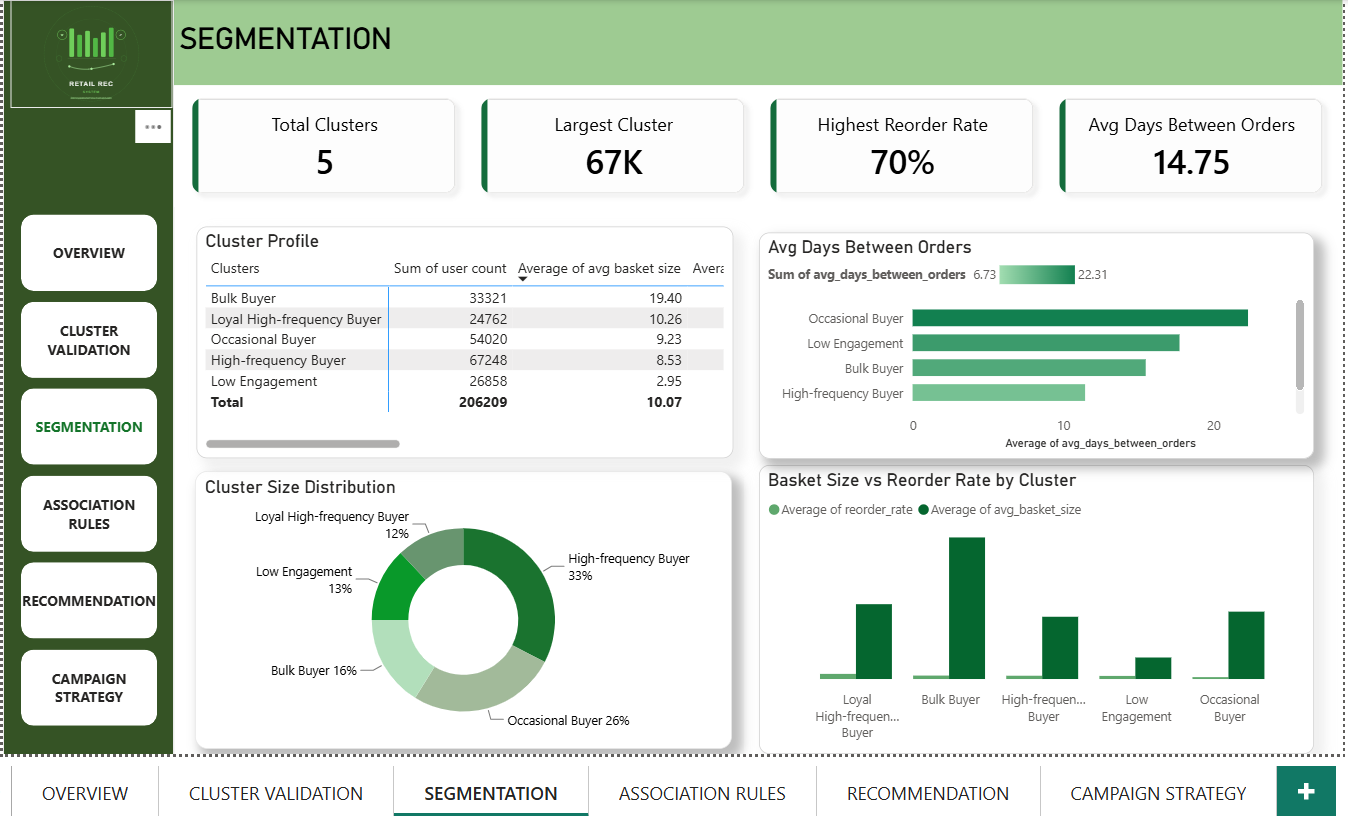 RETAIL REC
SYSTEM
SEGMENTATION
Total Clusters
5
Largest Cluster
67K
Highest Reorder Rate
70%
Avg Days Between Orders
14.75
OVERVIEW
CLUSTER
VALIDATION
SEGMENTATION
ASSOCIATION
RULES
RECOMMENDATION
CAMPAIGN
STRATEGY
Cluster Profile
Clusters Sum of user count Average of avg basket size Avera
Bulk Buyer 33321 19.40
Loyal High-frequency Buyer 24762 10.26
Occasional Buyer 54020 9.23
High-frequency Buyer 67248 8.53
Low Engagement 26858 2.95
Total 206209 10.07
Avg Days Between Orders
Sum of avg_days_between_orders 6.73 22.31
Occasional Buyer
Low Engagement
Bulk Buyer
High-frequency Buyer
0 10 20
Average of avg_days_between_orders
Cluster Size Distribution
Loyal High-frequency Buyer
12%
High-frequency Buyer
33%
Low Engagement
13%
Bulk Buyer 16%
Occasional Buyer 26%
Basket Size vs Reorder Rate by Cluster
Average of reorder_rate Average of avg_basket_size
Loyal
High-frequen...
Buyer
Bulk Buyer
High-frequen...
Buyer
Low
Engagement
Occasional
Buyer
OVERVIEW CLUSTER VALIDATION SEGMENTATION ASSOCIATION RULES RECOMMENDATION CAMPAIGN STRATEGY